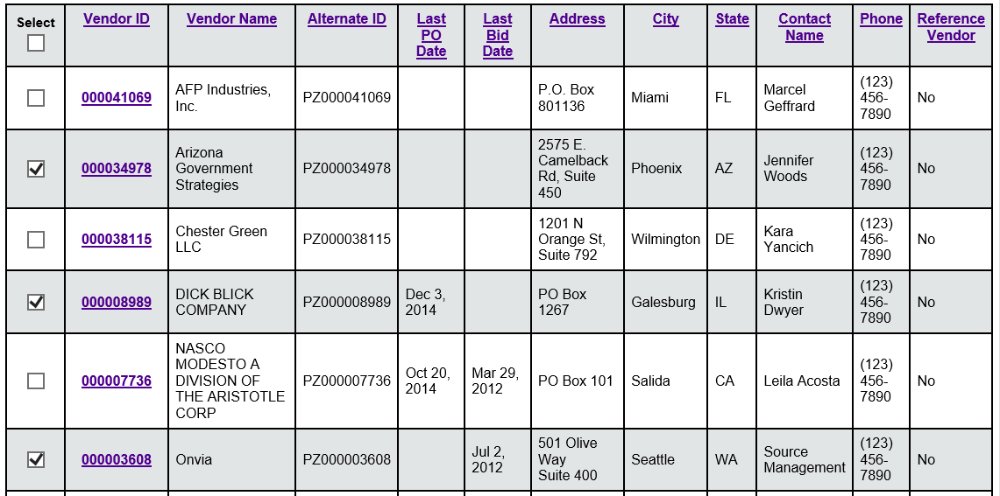 Select Vendor ID Vendor Name Alternate ID Last PO Date Last Bid Date Address City State Contact Name Phone Reference Vendor
000041069 AFP Industries, Inc. PZ000041069 P.O. Box 801136 Miami FL Marcel Geffrard (123) 456-7890 No
000034978 Arizona Government Strategies PZ000034978 2575 E. Camelback Rd, Suite 450 Phoenix AZ Jennifer Woods (123) 456-7890 No
000038115 Chester Green LLC PZ000038115 1201 N Orange St, Suite 792 Wilmington DE Kara Yancich (123) 456-7890 No
000008989 DICK BLICK COMPANY PZ000008989 Dec 3, 2014 PO Box 1267 Galesburg IL Kristin Dwyer (123) 456-7890 No
000007736 NASCO MODESTO A DIVISION OF THE ARISTOTLE CORP PZ000007736 Oct 20, 2014 Mar 29, 2012 PO Box 101 Salida CA Leila Acosta (123) 456-7890 No
000003608 Onvia PZ000003608 Jul 2, 2012 501 Olive Way Suite 400 Seattle WA Source Management (123) 456-7890 No